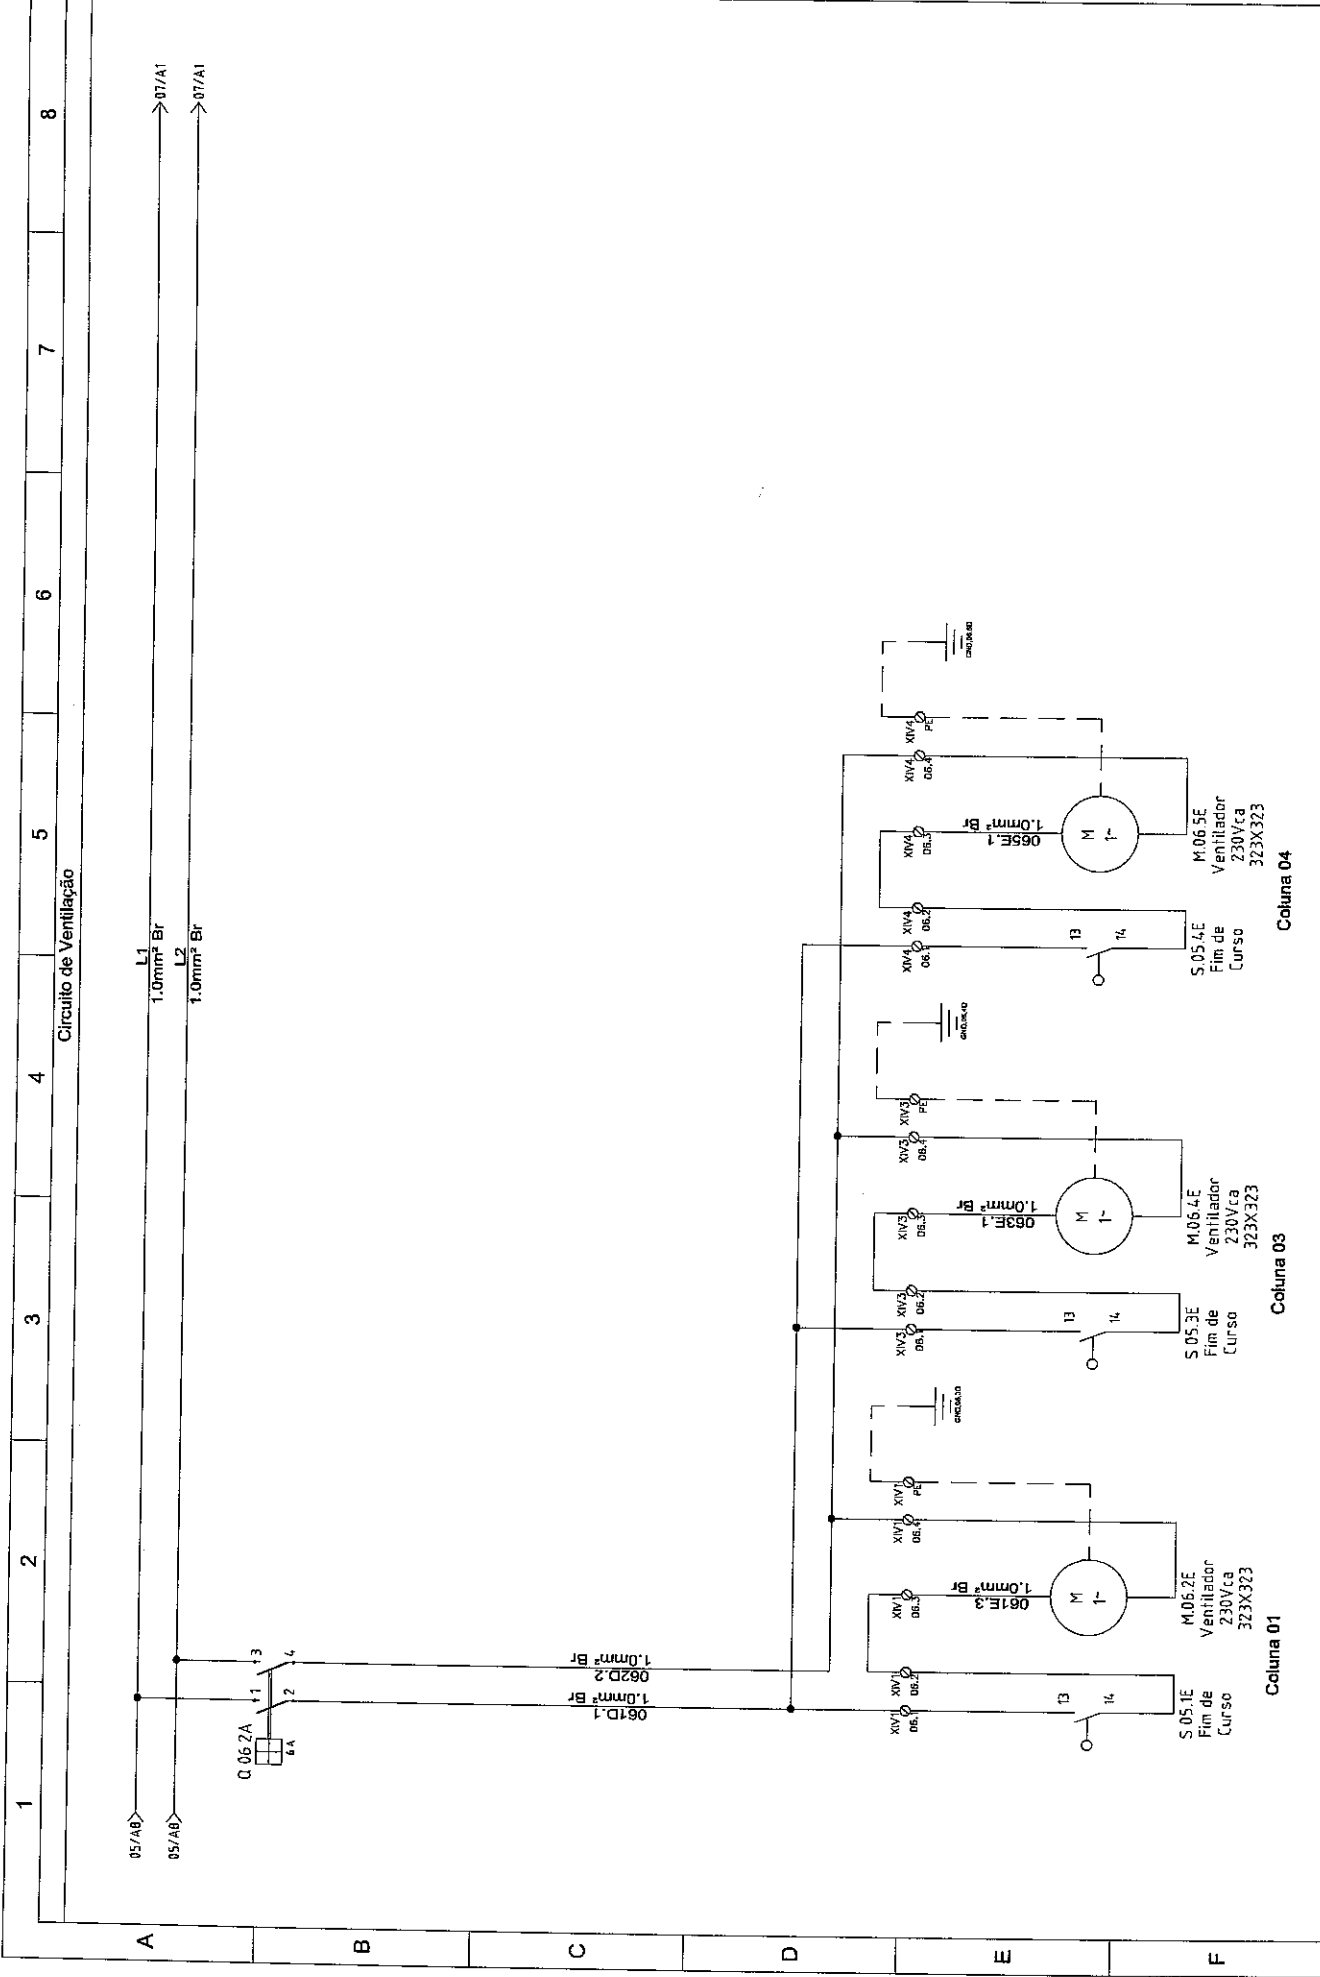 1
2
3
4
5
6
7
8
Circuito de Ventilação
A
B
C
D
E
F
05/A8
05/A8
L1
1.0mm² Br
L2
1.0mm² Br
07/A1
07/A1
Q.06.2A
6A
1
2
3
4
061D.1
1.0mm² Br
062D.2
1.0mm² Br
XIV1
06.1
XIV1
06.2
XIV1
06.3
XIV1
06.4
XIV1
PE
061E.3
1.0mm² Br
13
14
M
1~
S.05.1E
Fim de
Curso
M.06.2E
Ventilador
230Vca
323X323
Coluna 01
XIV3
06.1
XIV3
06.2
XIV3
06.3
XIV3
06.4
XIV3
PE
063E.1
1.0mm² Br
13
14
M
1~
S.05.3E
Fim de
Curso
M.06.4E
Ventilador
230Vca
323X323
Coluna 03
XIV4
06.1
XIV4
06.2
XIV4
06.3
XIV4
06.4
XIV4
PE
065E.1
1.0mm² Br
13
14
M
1~
S.05.4E
Fim de
Curso
M.06.5E
Ventilador
230Vca
323X323
Coluna 04